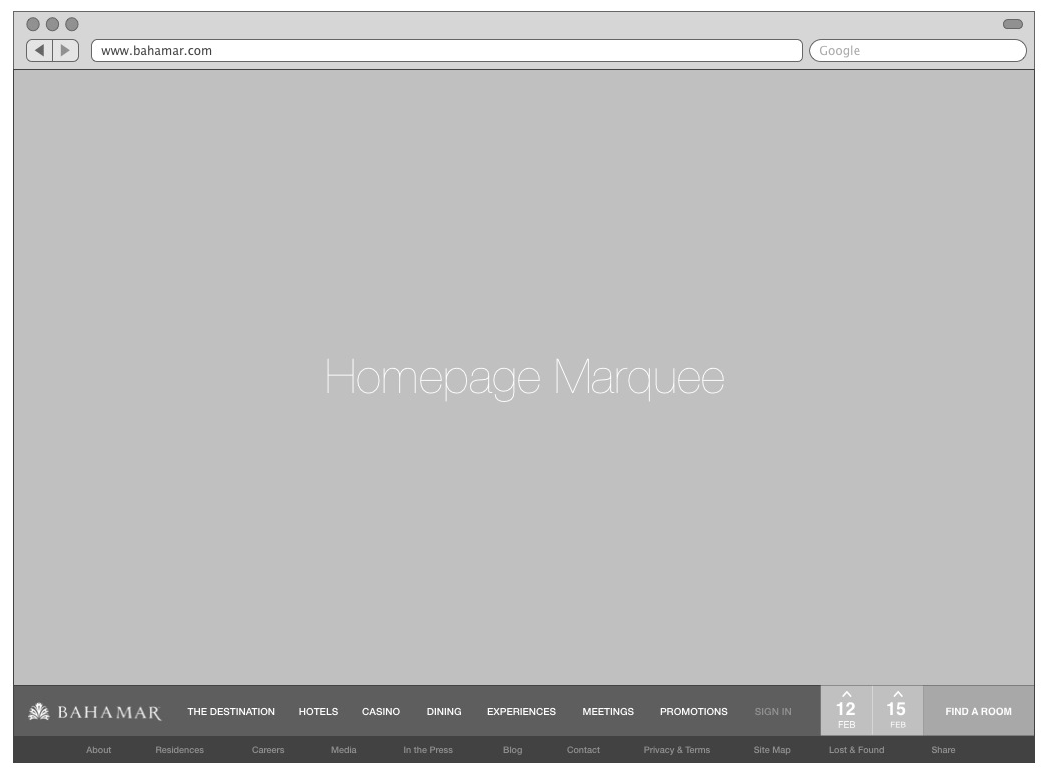 www.bahamar.com
Google
Homepage Marquee
BAHAMAR THE DESTINATION HOTELS CASINO DINING EXPERIENCES MEETINGS PROMOTIONS SIGN IN 12 FEB 15 FEB FIND A ROOM
About Residences Careers Media In the Press Blog Contact Privacy & Terms Site Map Lost & Found Share